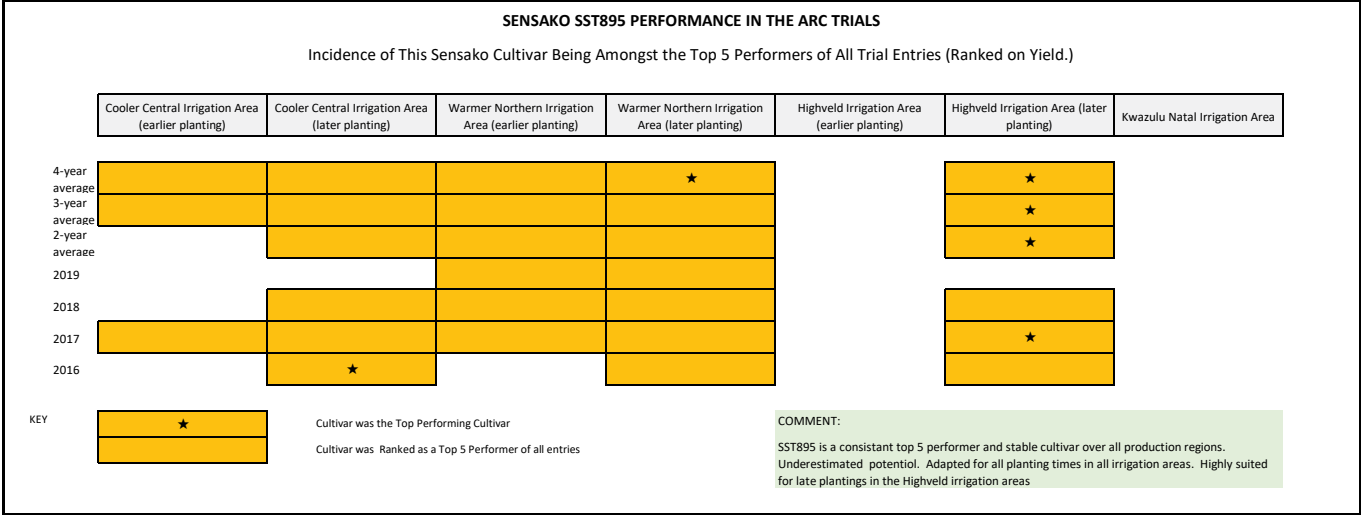 SENSAKO SST895 PERFORMANCE IN THE ARC TRIALS
Incidence of This Sensako Cultivar Being Amongst the Top 5 Performers of All Trial Entries (Ranked on Yield.)
Cooler Central Irrigation Area
(earlier planting)
Cooler Central Irrigation Area
(later planting)
Warmer Northern Irrigation
Area (earlier planting)
Warmer Northern Irrigation
Area (later planting)
Highveld Irrigation Area
(earlier planting)
Highveld Irrigation Area (later
planting)
Kwazulu Natal Irrigation Area
4-year
average
★
★
3-year
average
★
2-year
average
★
2019
2018
2017
★
2016
★
KEY
★
Cultivar was the Top Performing Cultivar
Cultivar was Ranked as a Top 5 Performer of all entries
COMMENT:
SST895 is a consistant top 5 performer and stable cultivar over all production regions.
Underestimated potentiol. Adapted for all planting times in all irrigation areas. Highly suited
for late plantings in the Highveld irrigation areas